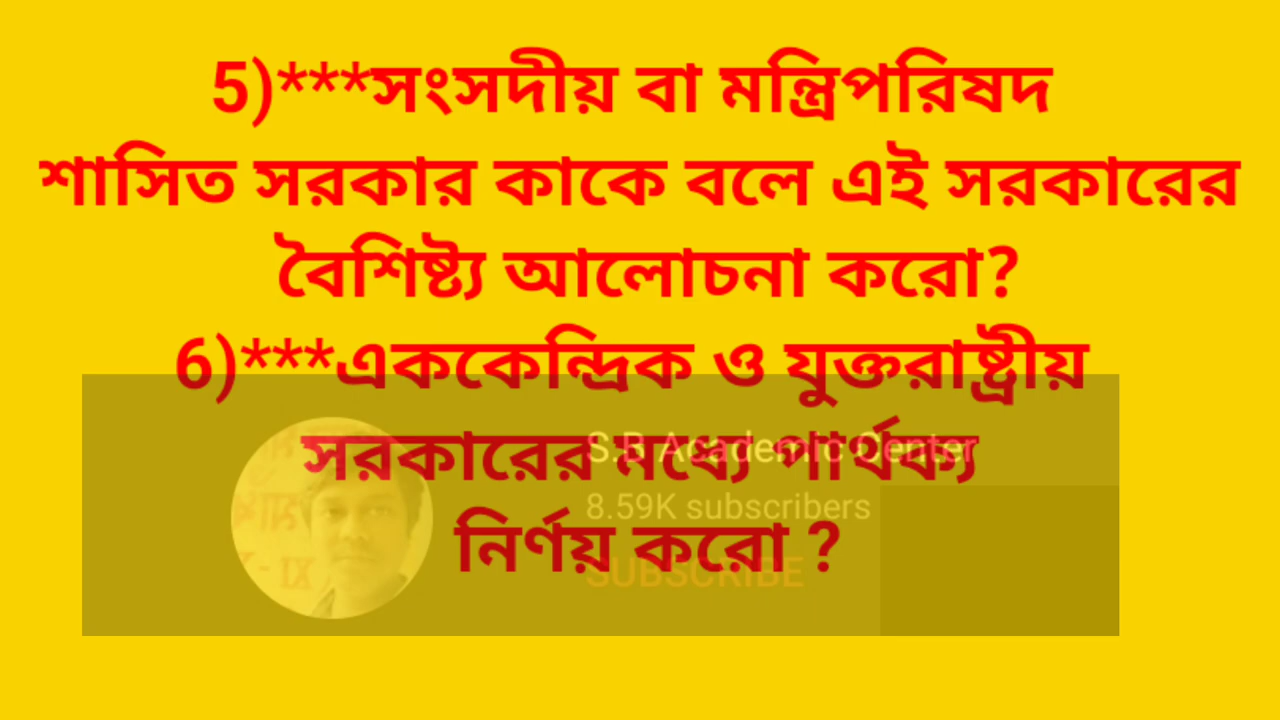 5)***সংসদীয় বা মন্ত্রিপরিষদ
শাসিত সরকার কাকে বলে এই সরকারের
বৈশিষ্ট্য আলোচনা করো?
6)***এককেন্দ্রিক ও যুক্তরাষ্ট্রীয়
সরকারের মধ্যে পার্থক্য
নির্ণয় করো ?
S.B Academic Center
8.59K subscribers
SUBSCRIBE
IX